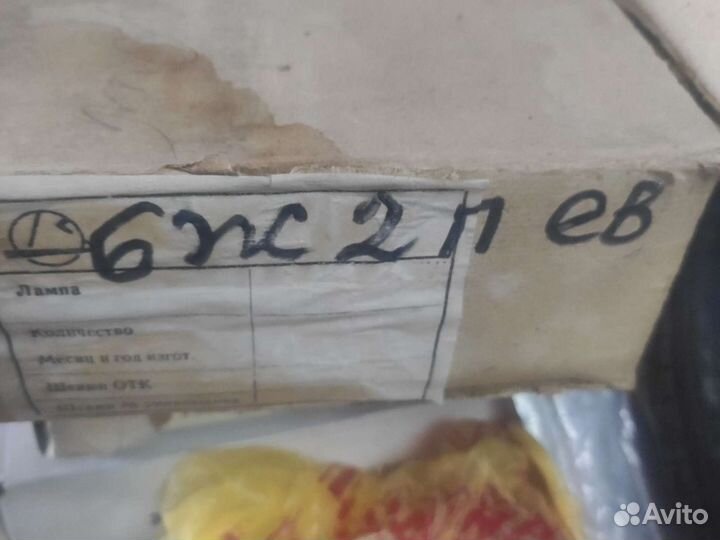 6ж2п ев
Лампа
Количество
Месяц и год изгот.
Штамп ОТК
Avito